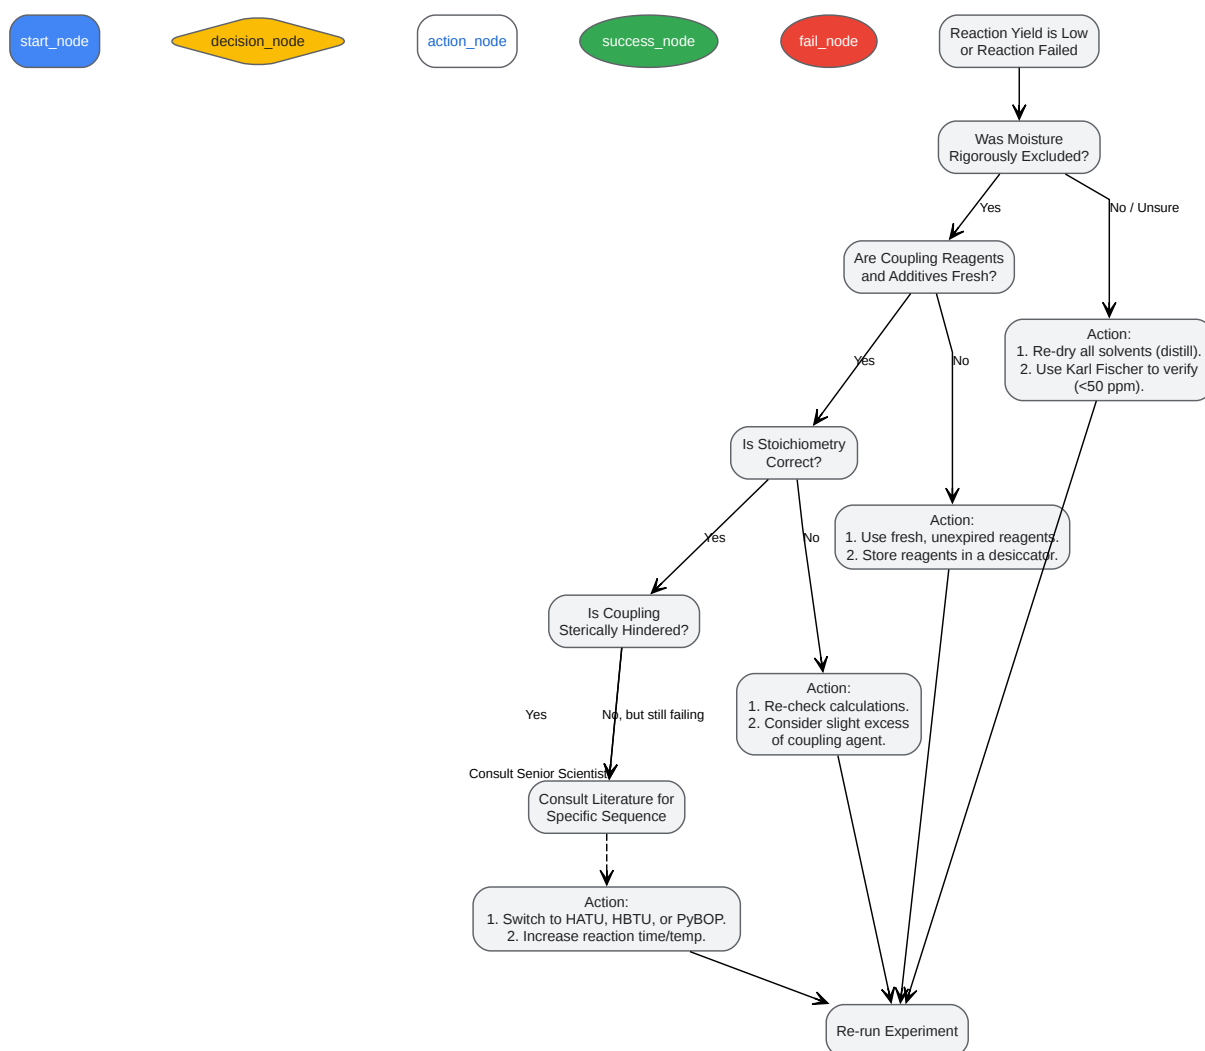 start_node
decision_node
action_node
success_node
fail_node
Reaction Yield is Low
or Reaction Failed
Was Moisture
Rigorously Excluded?
Yes
No / Unsure
Are Coupling Reagents
and Additives Fresh?
Action:
1. Re-dry all solvents (distill).
2. Use Karl Fischer to verify
(<50 ppm).
Yes
No
Is Stoichiometry
Correct?
Action:
1. Use fresh, unexpired reagents.
2. Store reagents in a desiccator.
Yes
No
Is Coupling
Sterically Hindered?
Action:
1. Re-check calculations.
2. Consider slight excess
of coupling agent.
Yes
No, but still failing
Consult Senior Scientist
Consult Literature for
Specific Sequence
Action:
1. Switch to HATU, HBTU, or PyBOP.
2. Increase reaction time/temp.
Re-run Experiment